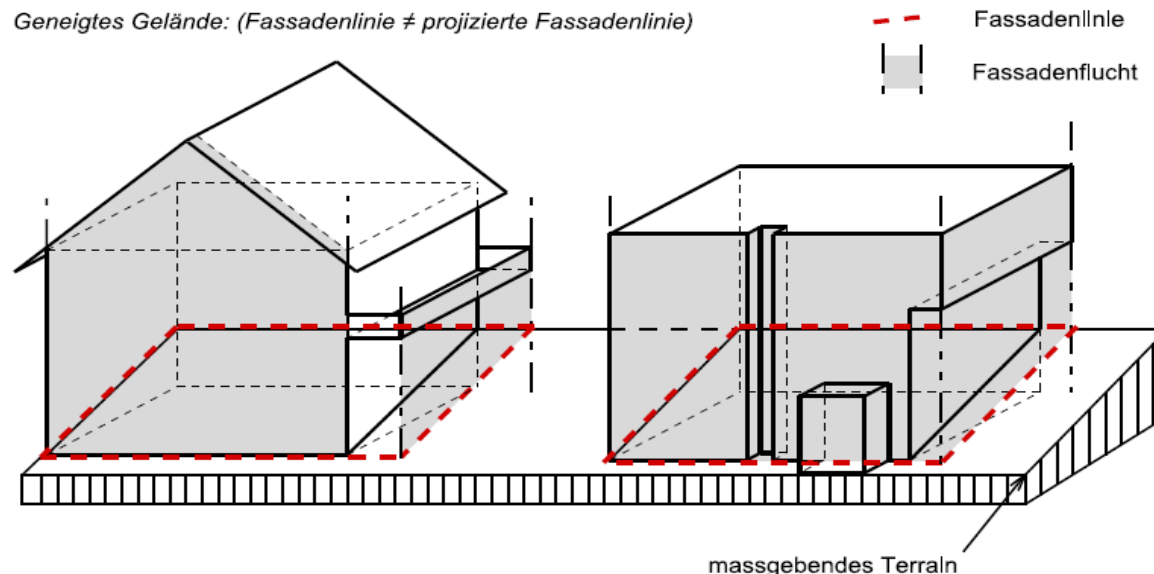 Geneigtes Gelände: (Fassadenlinie ≠ projizierte Fassadenlinie)
Fassadenlinie
Fassadenflucht
massgebendes Terrain